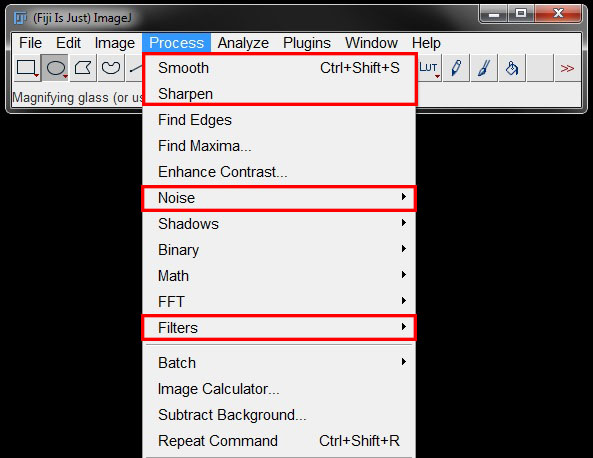 (Fiji Is Just) ImageJ
File Edit Image Process Analyze Plugins Window Help
LUT >>
Magnifying glass (or us
Smooth Ctrl+Shift+S
Sharpen
Find Edges
Find Maxima...
Enhance Contrast...
Noise
Shadows
Binary
Math
FFT
Filters
Batch
Image Calculator...
Subtract Background...
Repeat Command Ctrl+Shift+R